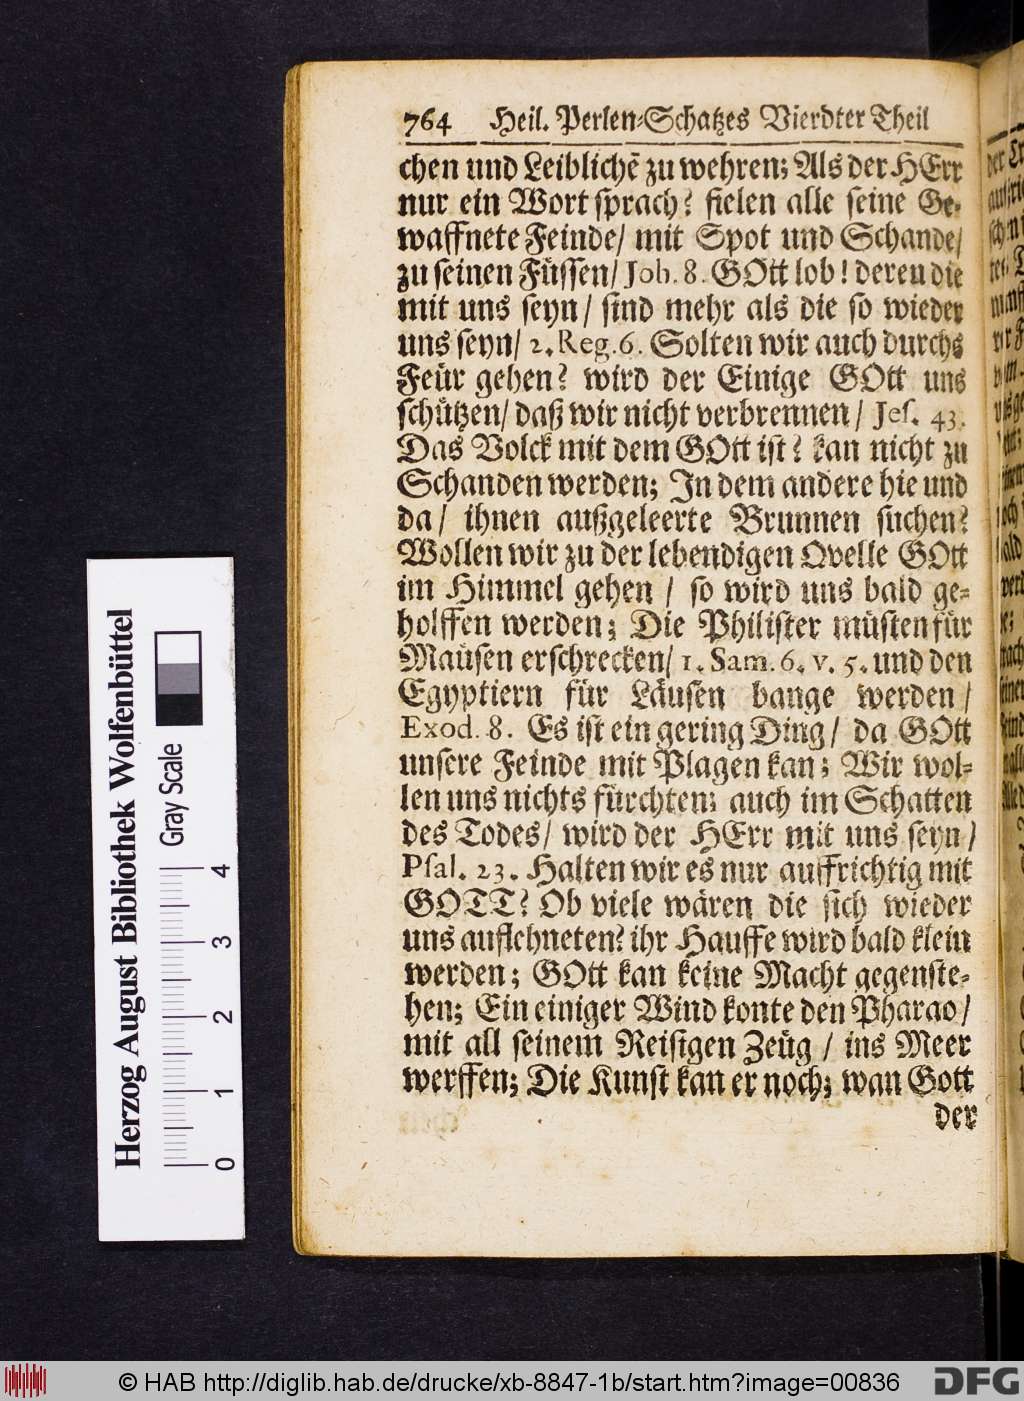 764 Heil. Perlen-Schatzes Vierdter Theil
chen und Leiblichē zu wehren; Als der HErr
nur ein Wort sprach? fielen alle seine Ge-
waffnete Feinde/ mit Spot und Schande/
zu seinen Füssen/ Joh. 8. GOtt lob! deren die
mit uns seyn/ sind mehr als die so wieder
uns seyn/ 2. Reg. 6. Solten wir auch durchs
Feür gehen? wird der Einige GOtt uns
schützen/ daß wir nicht verbrennen/ Jes. 43.
Das Volck mit dem GOtt ist? kan nicht zu
Schanden werden; In dem andere hie und
da/ ihnen außgeleerte Brunnen suchen?
Wollen wir zu der lebendigen Qvelle GOtt
im Himmel gehen / so wird uns bald ge-
holffen werden; Die Philister müsten für
Maüsen erschrecken/ 1. Sam. 6. v. 5. und den
Egyptiern für Läusen bange werden /
Exod. 8. Es ist ein gering Ding/ da GOtt
unsere Feinde mit Plagen kan; Wir wol-
len uns nichts fürchten; auch im Schatten
des Todes/ wird der HErr mit uns seyn /
Psal. 23. Halten wir es nur auffrichtig mit
GOTT? Ob viele wären die sich wieder
uns auflehneten? ihr Hauffe wird bald klein
werden; GOtt kan keine Macht gegenste-
hen; Ein einiger Wind konte den Pharao/
mit all seinem Reisigen Zeüg / ins Meer
werffen; Die Kunst kan er noch; wan Gott
der
Herzog August Bibliothek Wolfenbüttel
Gray Scale
0 1 2 3 4
© HAB http://diglib.hab.de/drucke/xb-8847-1b/start.htm?image=00836
DFG